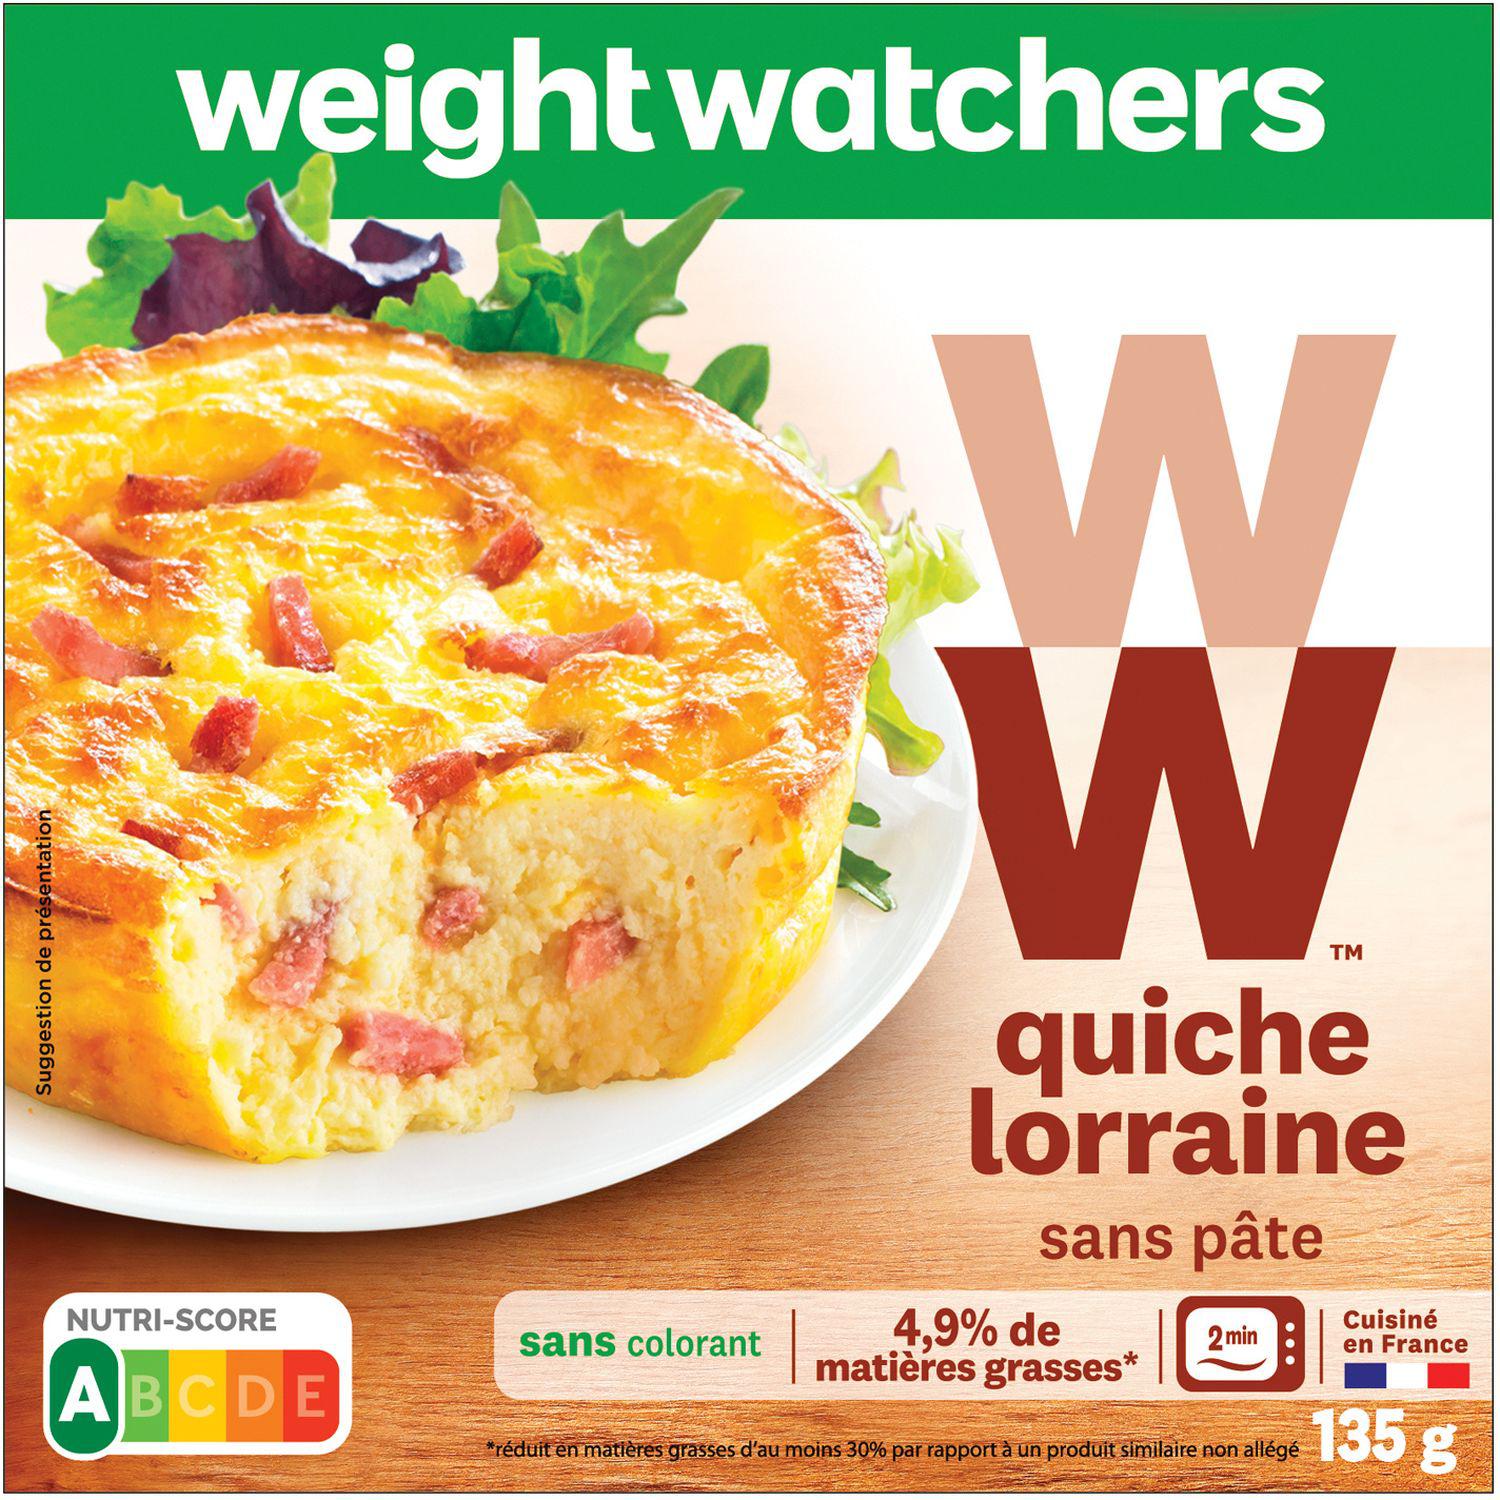 weight watchers
W
W™
quiche
lorraine
sans pâte
Suggestion de présentation
NUTRI-SCORE
A B C D E
sans colorant
4,9% de
matières grasses*
2 min
Cuisiné
en France
135 g
*réduit en matières grasses d'au moins 30% par rapport à un produit similaire non allégé